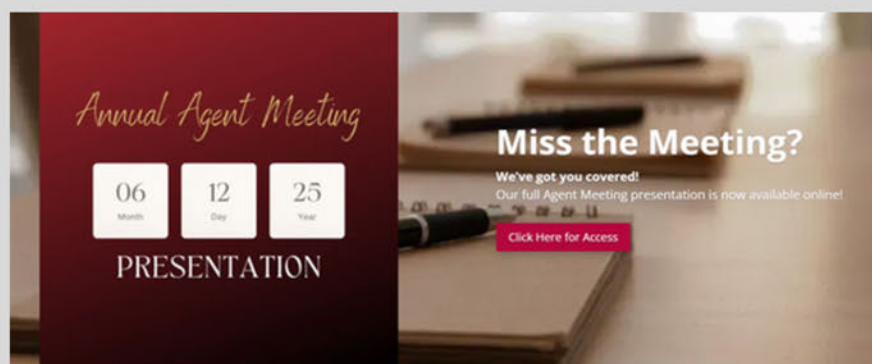 Annual Agent Meeting
06 12 25
Month Day Year
PRESENTATION
Miss the Meeting?
We've got you covered!
Our full Agent Meeting presentation is now available online!
Click Here for Access